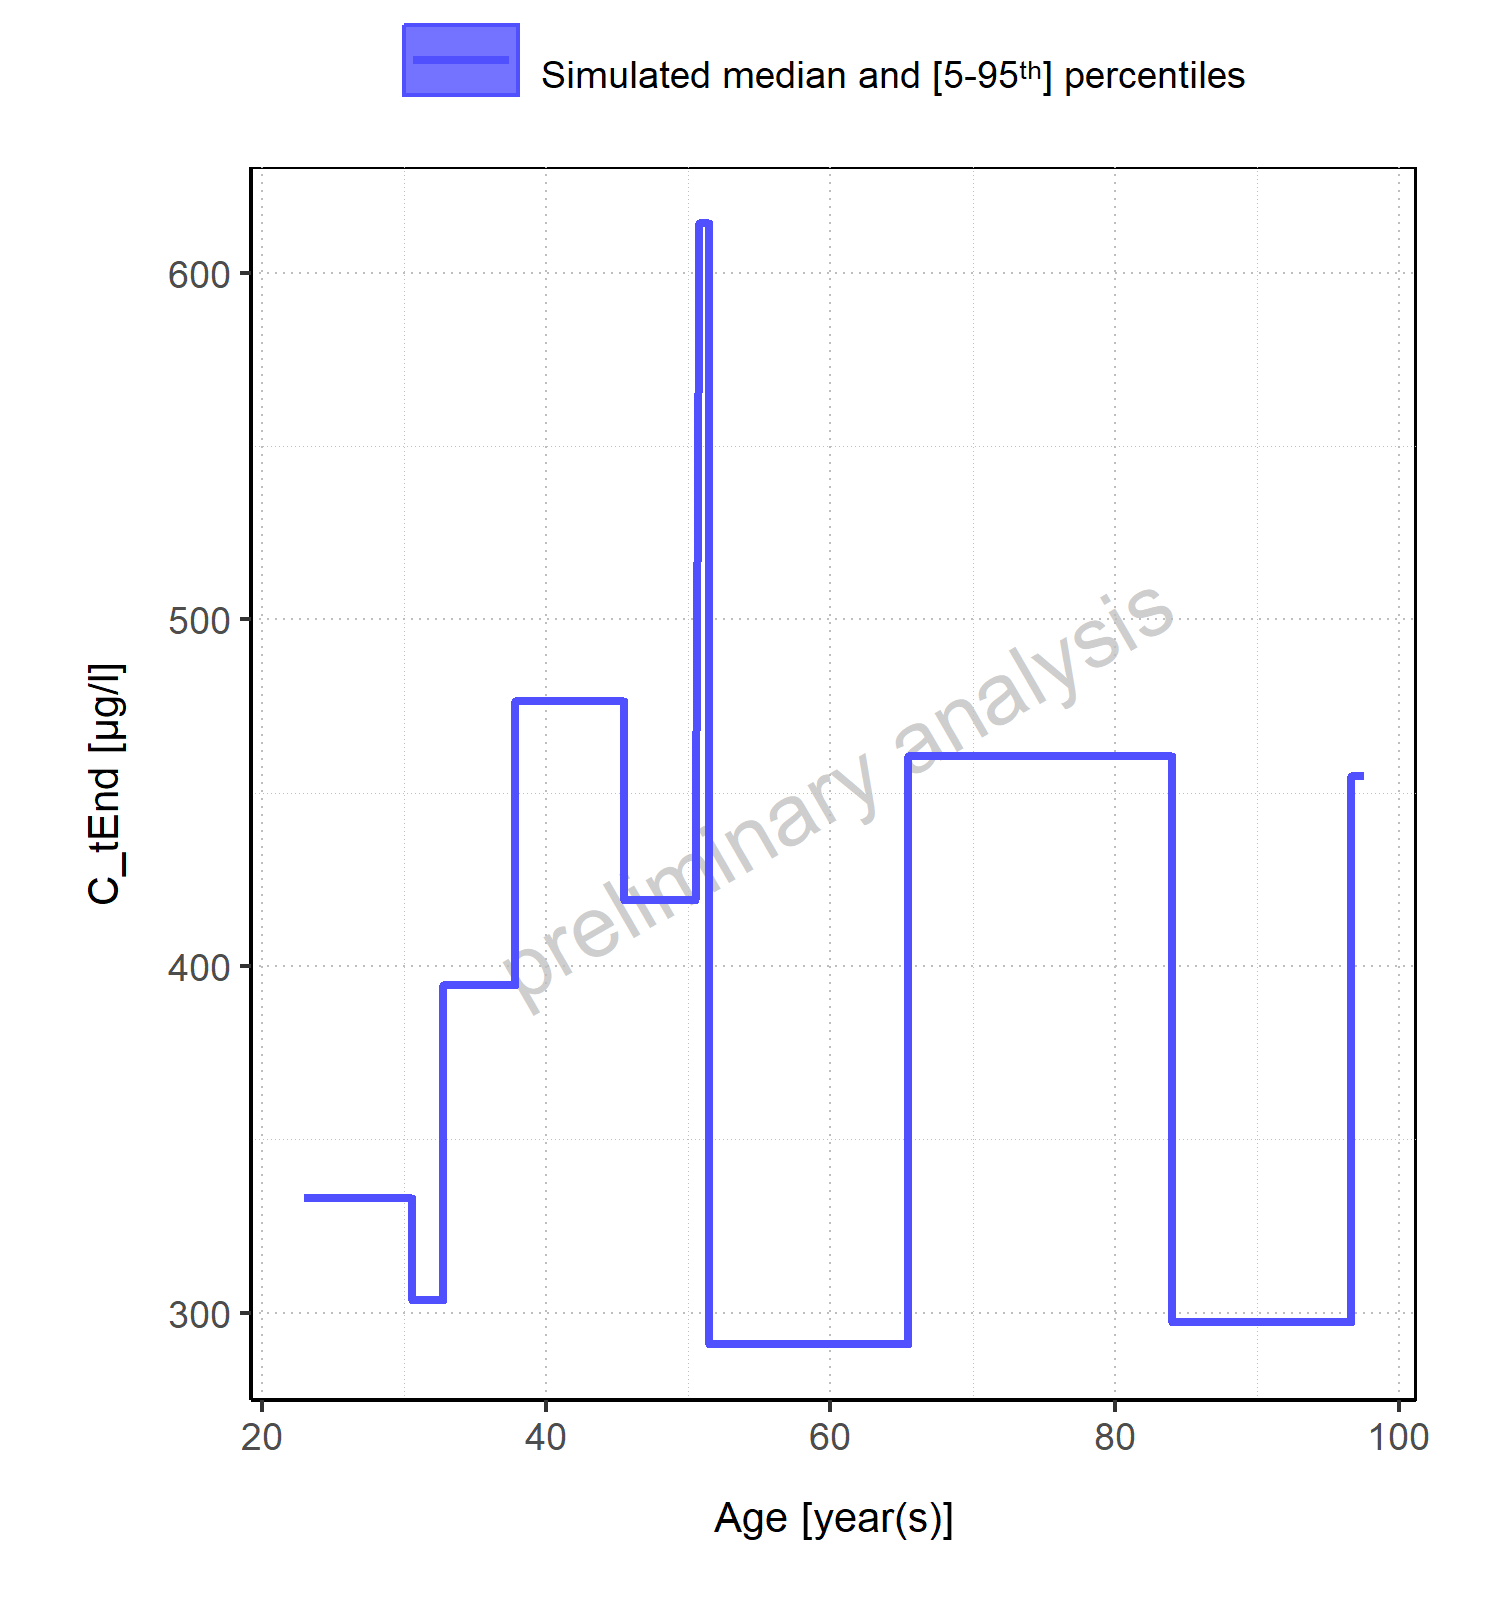 Simulated median and [5-95ᵗʰ] percentiles
600
500
400
300
C_tEnd [µg/l]
preliminary analysis
20 40 60 80 100
Age [year(s)]